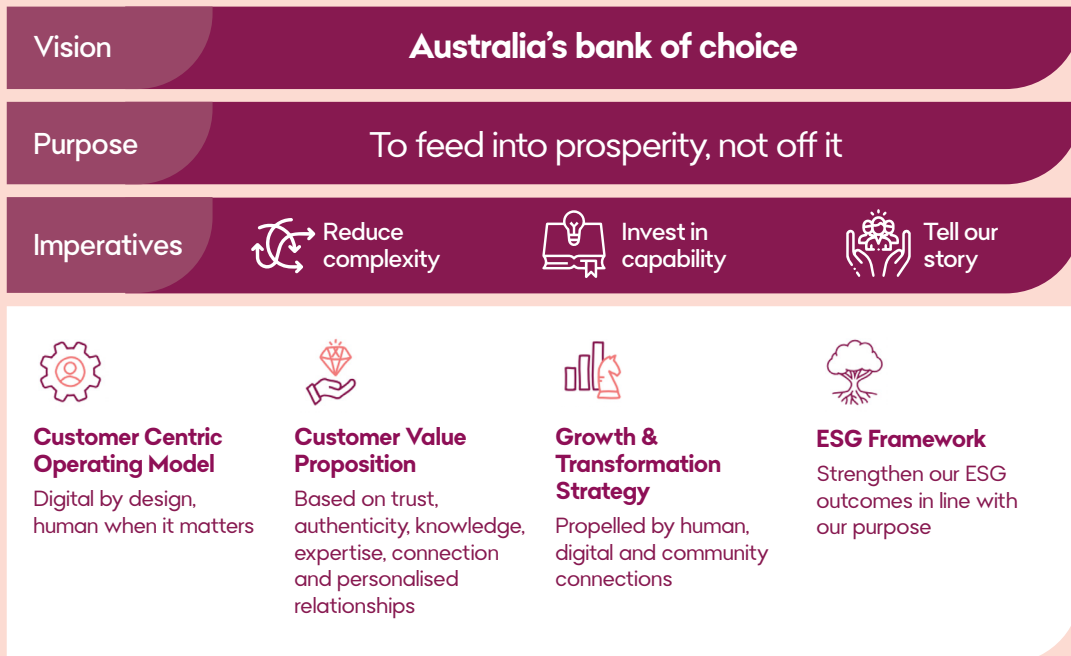 Vision
Australia’s bank of choice
Purpose
To feed into prosperity, not off it
Imperatives
Reduce
complexity
Invest in
capability
Tell our
story
Customer Centric
Operating Model
Digital by design,
human when it matters
Customer Value
Proposition
Based on trust,
authenticity, knowledge,
expertise, connection
and personalised
relationships
Growth &
Transformation
Strategy
Propelled by human,
digital and community
connections
ESG Framework
Strengthen our ESG
outcomes in line with
our purpose